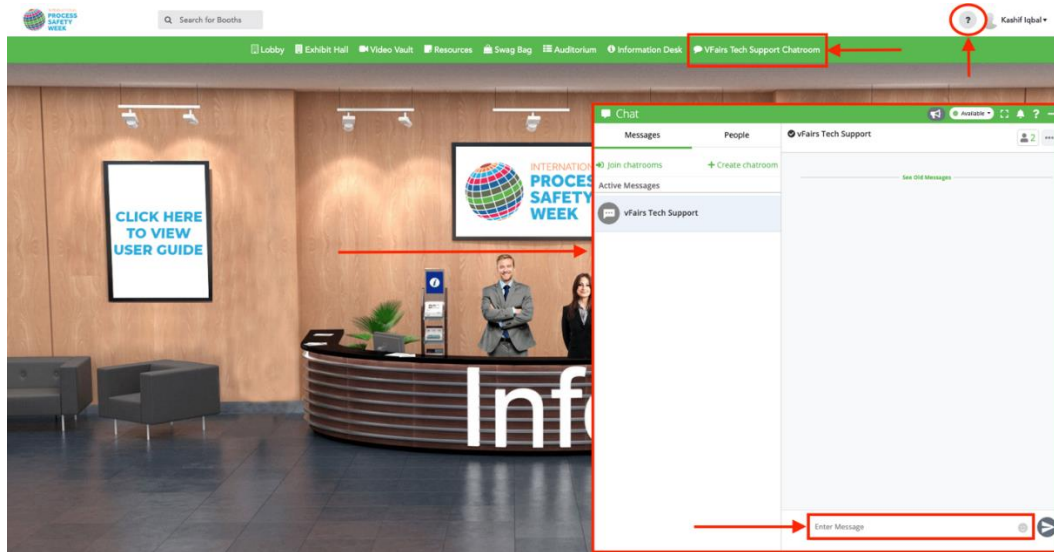 INTERNATIONAL
PROCESS
SAFETY
WEEK
Search for Booths
?
Kashif Iqbal
Lobby Exhibit Hall Video Vault Resources Swag Bag Auditorium Information Desk VFairs Tech Support Chatroom
CLICK HERE
TO VIEW
USER GUIDE
INTERNATION
PROCES
SAFETY
WEEK
i
Info
Chat
Available
?
Messages People
vFairs Tech Support
2
Join chatrooms
+ Create chatroom
See Old Messages
Active Messages
vFairs Tech Support
Enter Message